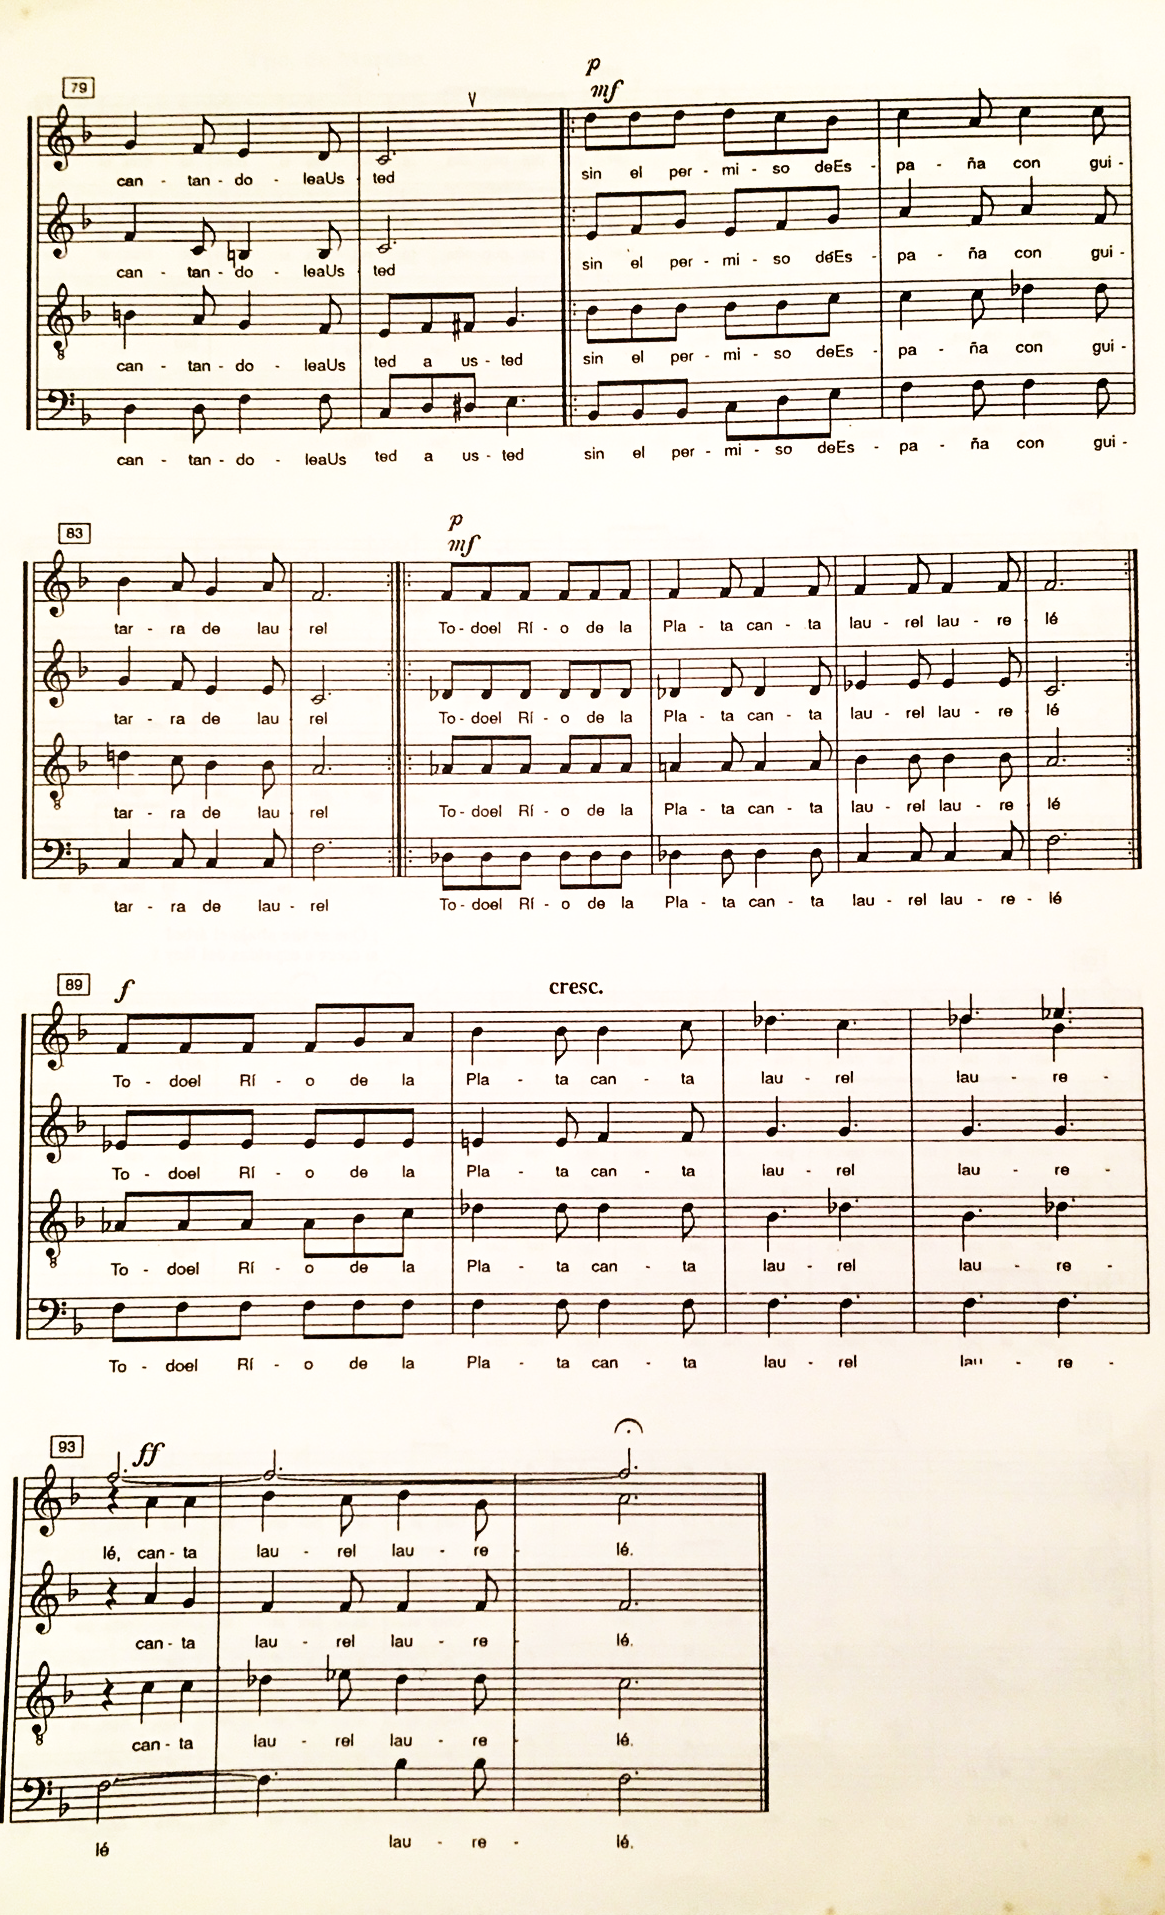 79
p
mf
can - tan - do - leaUs - ted sin el per - mi - so deEs - pa - ña con gui -
can - tan - do - leaUs - ted sin el per - mi - so deEs - pa - ña con gui -
8
can - tan - do - leaUs ted a us - ted sin el per - mi - so deEs - pa - ña con gui -
can - tan - do - leaUs ted a us - ted sin el per - mi - so deEs - pa - ña con gui -
83
p
mf
tar - ra de lau rel To - doel Rí - o de la Pla - ta can - ta lau - rel lau - re lé
tar - ra de lau rel To - doel Rí - o de la Pla - ta can - ta lau - rel lau - re lé
8
tar - ra de lau rel To - doel Rí - o de la Pla - ta can - ta lau - rel lau - re lé
tar - ra de lau - rel To - doel Rí - o de la Pla - ta can - ta lau - rel lau - re - lé
89 f cresc.
To - doel Rí - o de la Pla - ta can - ta lau - rel lau - re -
To - doel Rí - o de la Pla - ta can - ta lau - rel lau - re -
8
To - doel Rí - o de la Pla - ta can - ta lau - rel lau - re -
To - doel Rí - o de la Pla - ta can - ta lau - rel lau - re -
93 ff
lé, can - ta lau - rel lau - re - lé.
can - ta lau - rel lau - re - lé.
8
can - ta lau - rel lau - re - lé.
lé lau - re - lé.